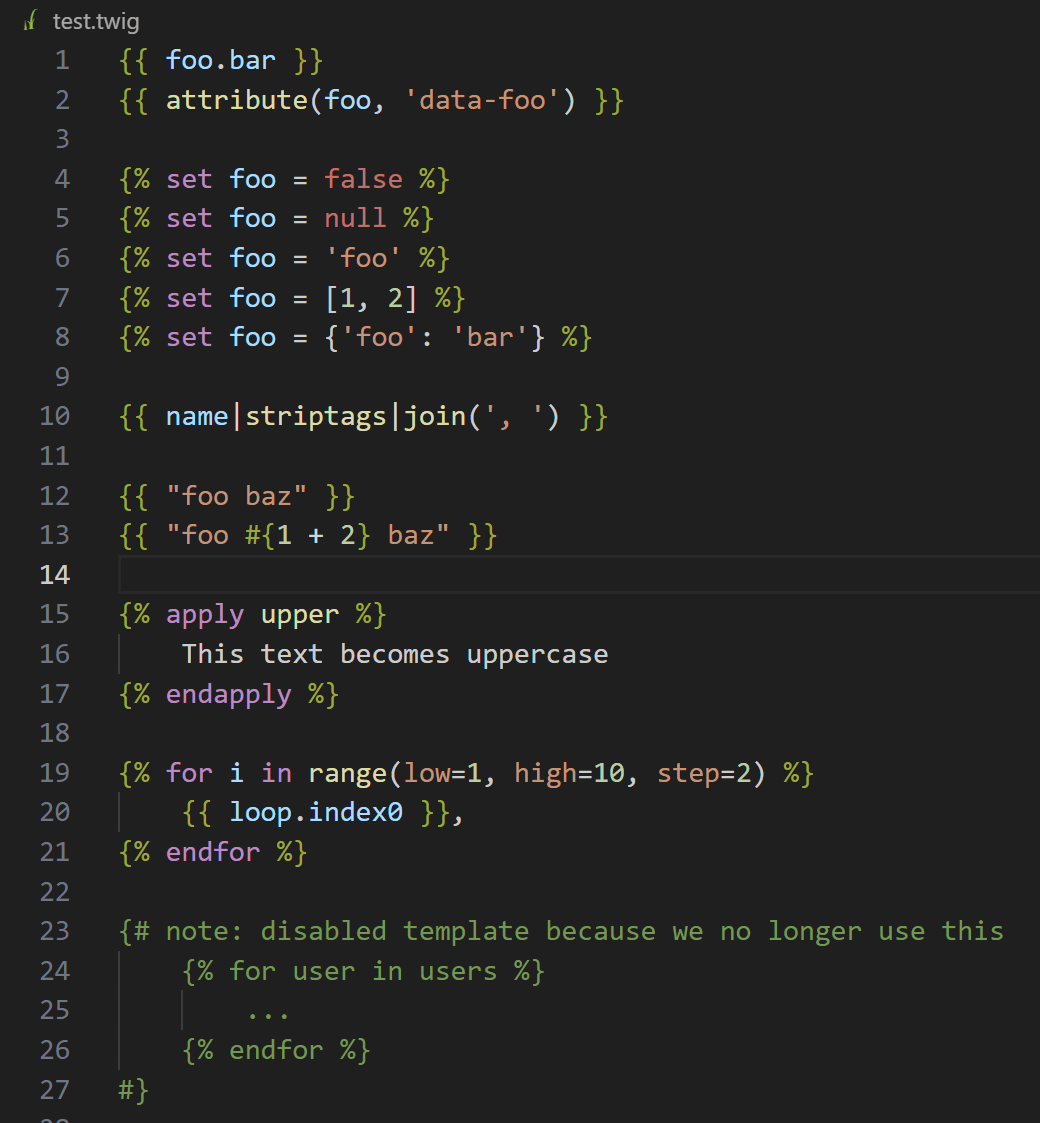 test.twig
1 {{ foo.bar }}
2 {{ attribute(foo, 'data-foo') }}
3
4 {% set foo = false %}
5 {% set foo = null %}
6 {% set foo = 'foo' %}
7 {% set foo = [1, 2] %}
8 {% set foo = {'foo': 'bar'} %}
9
10 {{ name|striptags|join(', ') }}
11
12 {{ "foo baz" }}
13 {{ "foo #{1 + 2} baz" }}
14
15 {% apply upper %}
16     This text becomes uppercase
17 {% endapply %}
18
19 {% for i in range(low=1, high=10, step=2) %}
20     {{ loop.index0 }},
21 {% endfor %}
22
23 {# note: disabled template because we no longer use this
24     {% for user in users %}
25         ...
26     {% endfor %}
27 #}